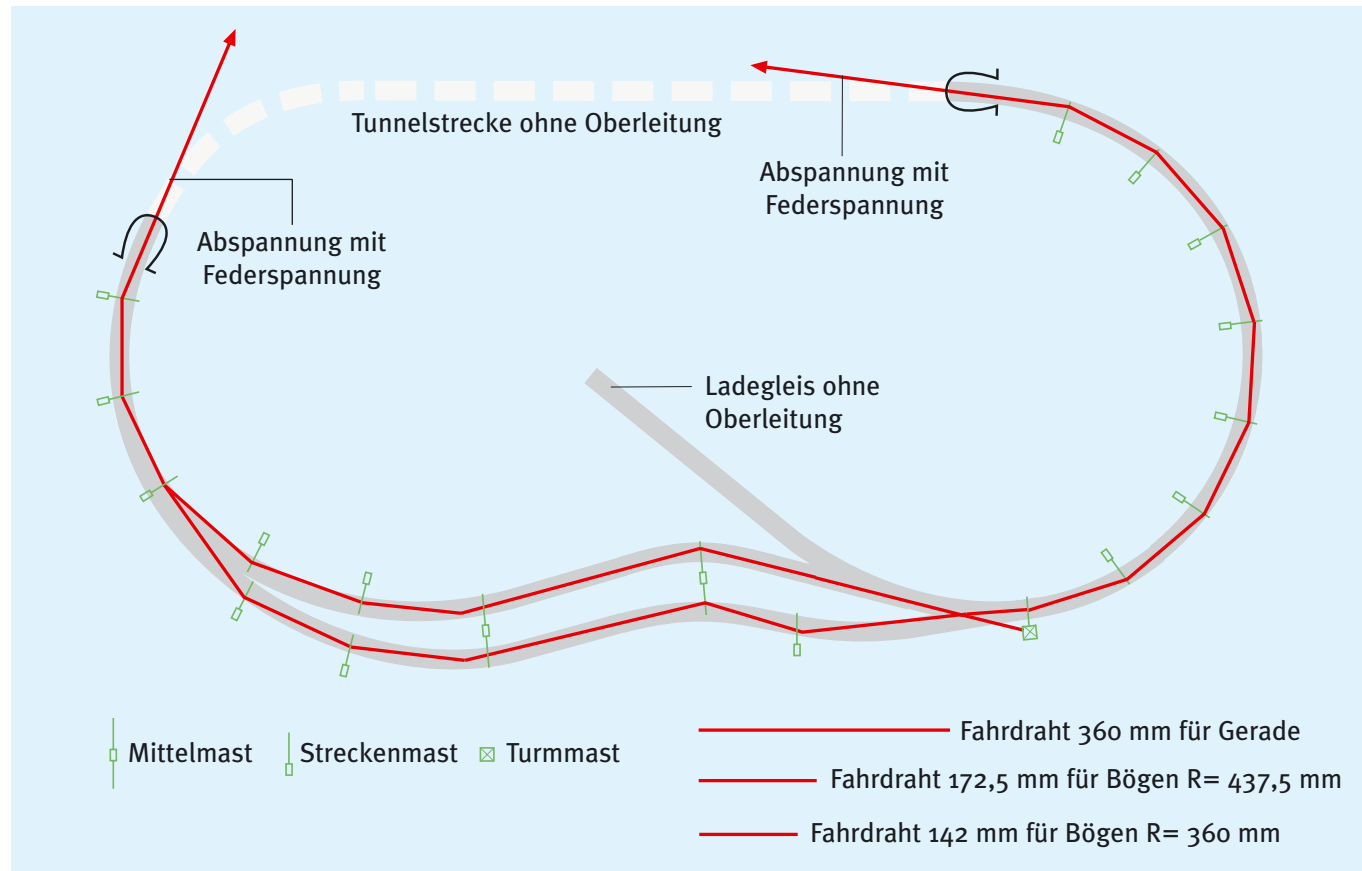 Tunnelstrecke ohne Oberleitung
Abspannung mit
Federspannung
Abspannung mit
Federspannung
Ladegleis ohne
Oberleitung
Mittelmast
Streckenmast
Turmmast
Fahrdraht 360 mm für Gerade
Fahrdraht 172,5 mm für Bögen R= 437,5 mm
Fahrdraht 142 mm für Bögen R= 360 mm